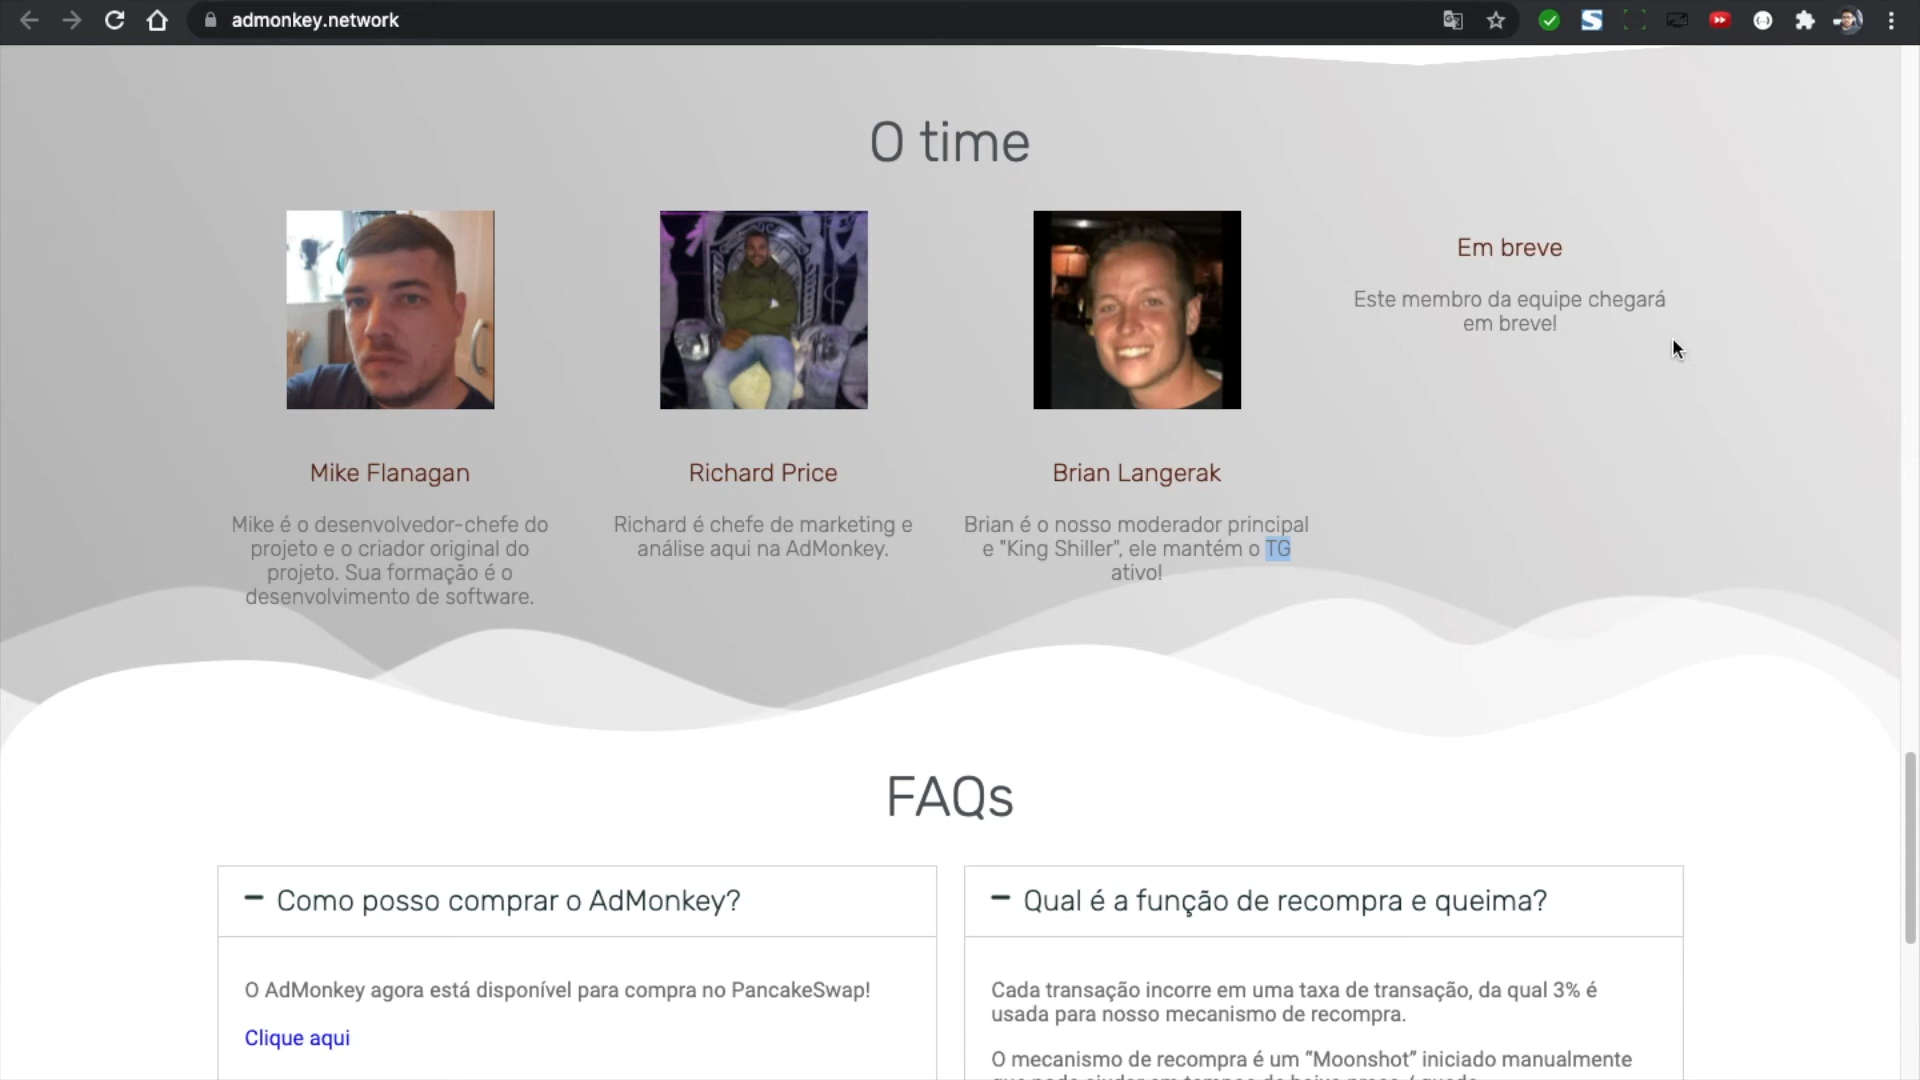 admonkey.network
O time
Em breve
Este membro da equipe chegará
em breve!
Mike Flanagan
Mike é o desenvolvedor-chefe do
projeto e o criador original do
projeto. Sua formação é o
desenvolvimento de software.
Richard Price
Richard é chefe de marketing e
análise aqui na AdMonkey.
Brian Langerak
Brian é o nosso moderador principal
e "King Shiller", ele mantém o TG
ativo!
FAQs
Como posso comprar o AdMonkey?
O AdMonkey agora está disponível para compra no PancakeSwap!
Clique aqui
Qual é a função de recompra e queima?
Cada transação incorre em uma taxa de transação, da qual 3% é
usada para nosso mecanismo de recompra.
O mecanismo de recompra é um “Moonshot” iniciado manualmente